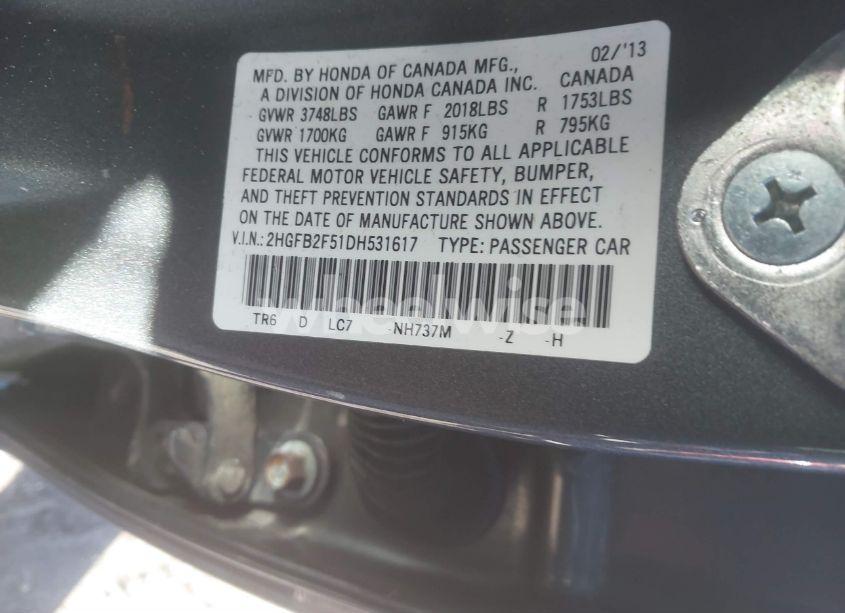 02/'13
MFD. BY HONDA OF CANADA MFG.,
A DIVISION OF HONDA CANADA INC. CANADA
GVWR 3748LBS GAWR F 2018LBS R 1753LBS
GVWR 1700KG GAWR F 915KG R 795KG
THIS VEHICLE CONFORMS TO ALL APPLICABLE
FEDERAL MOTOR VEHICLE SAFETY, BUMPER,
AND THEFT PREVENTION STANDARDS IN EFFECT
ON THE DATE OF MANUFACTURE SHOWN ABOVE.
V.I.N.: 2HGFB2F51DH531617 TYPE: PASSENGER CAR
wheelwise
TR6 D LC7 -NH737M -Z -H